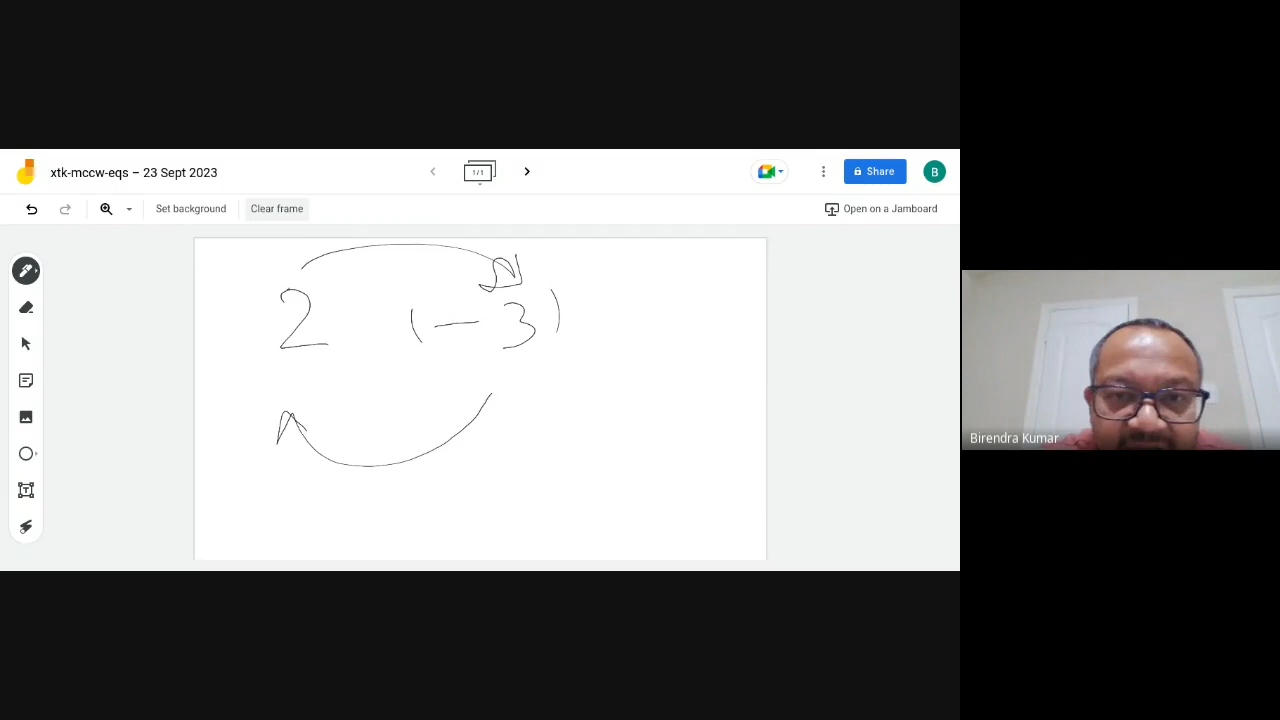 xtk-mccw-eqs – 23 Sept 2023
1/1
Share
B
Set background
Clear frame
Open on a Jamboard
2 (-3)
Birendra Kumar